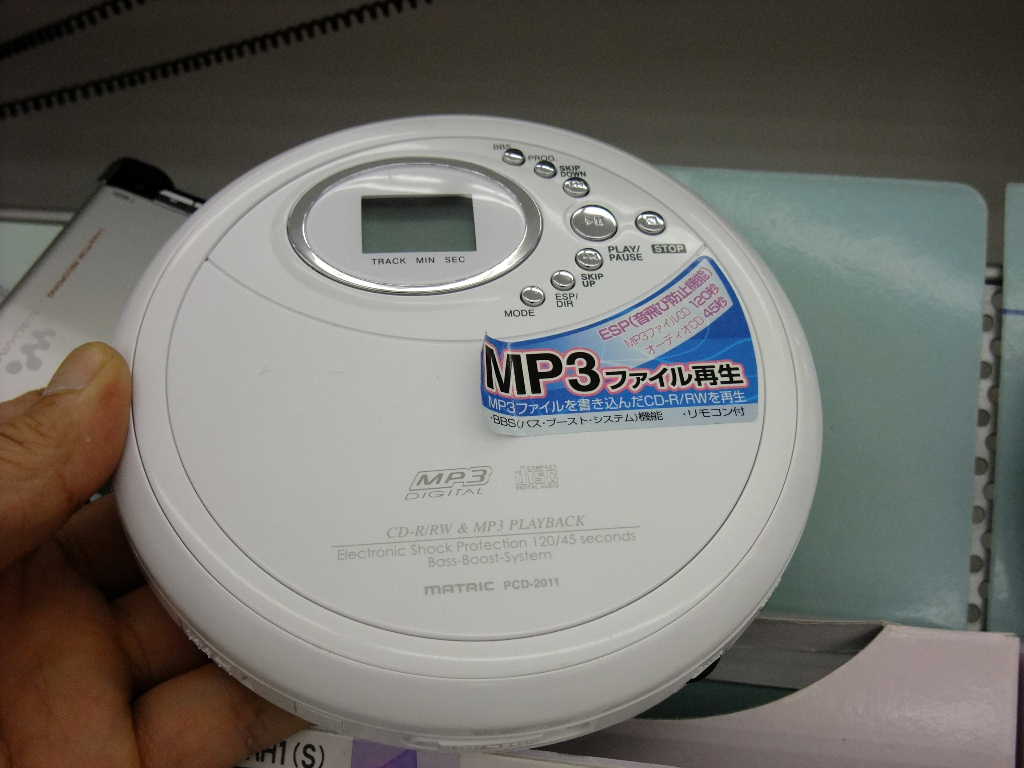 BBS
PROG
SKIP
DOWN
PLAY/
PAUSE
STOP
SKIP
UP
ESP/
DIR
MODE
TRACK MIN SEC
ESP(音飛び防止機能)
MP3ファイルCD 120秒
オーディオCD 45秒
MP3ファイル再生
MP3ファイルを書き込んだCD-R/RWを再生
・BBS(バス・ブースト・システム)機能 ・リモコン付
MP3
DIGITAL
COMPACT
disc
DIGITAL AUDIO
CD-R/RW & MP3 PLAYBACK
Electronic Shock Protection 120/45 seconds
Bass-Boost-System
MATRIC PCD-2011
AH1(S)